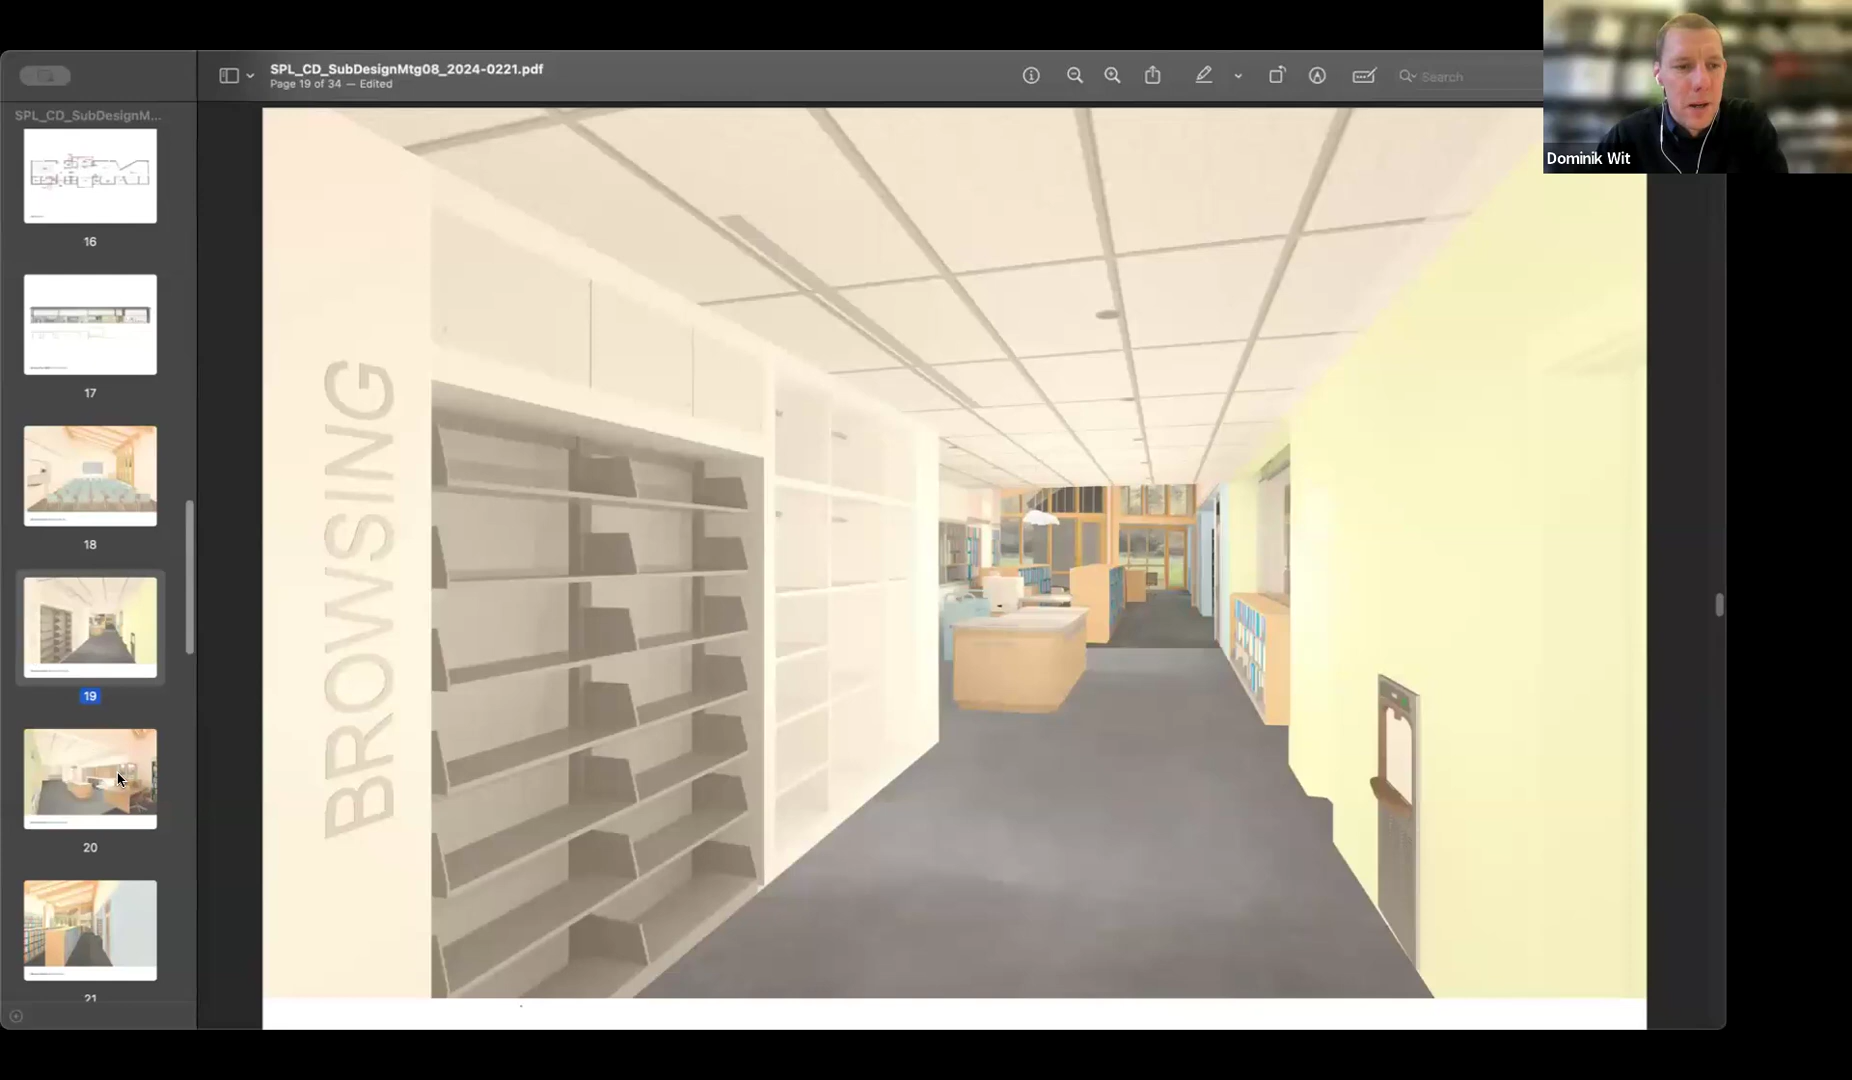 SPL_CD_SubDesignMtg08_2024-0221.pdf
Page 19 of 34 — Edited
Search
Dominik Wit
SPL_CD_SubDesignM...
16
17
18
19
20
21
BROWSING